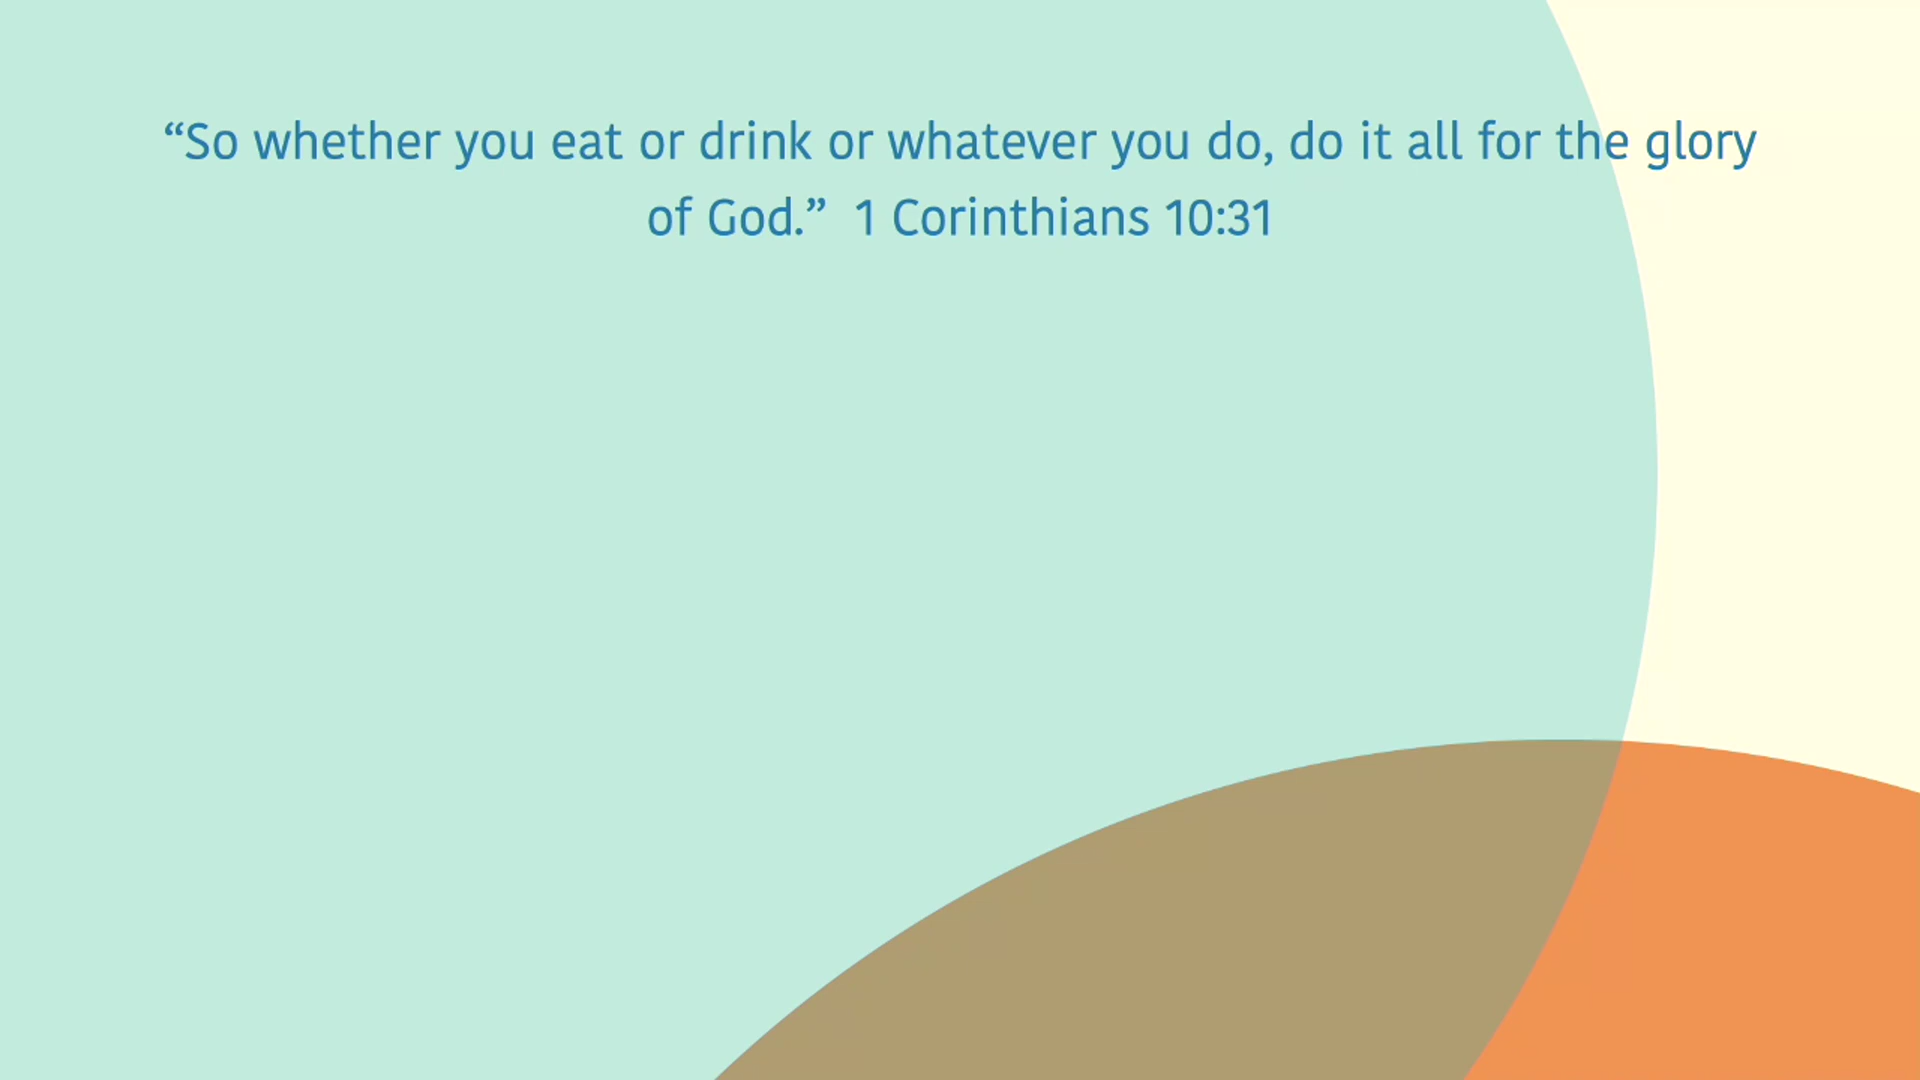 “So whether you eat or drink or whatever you do, do it all for the glory
of God.”  1 Corinthians 10:31